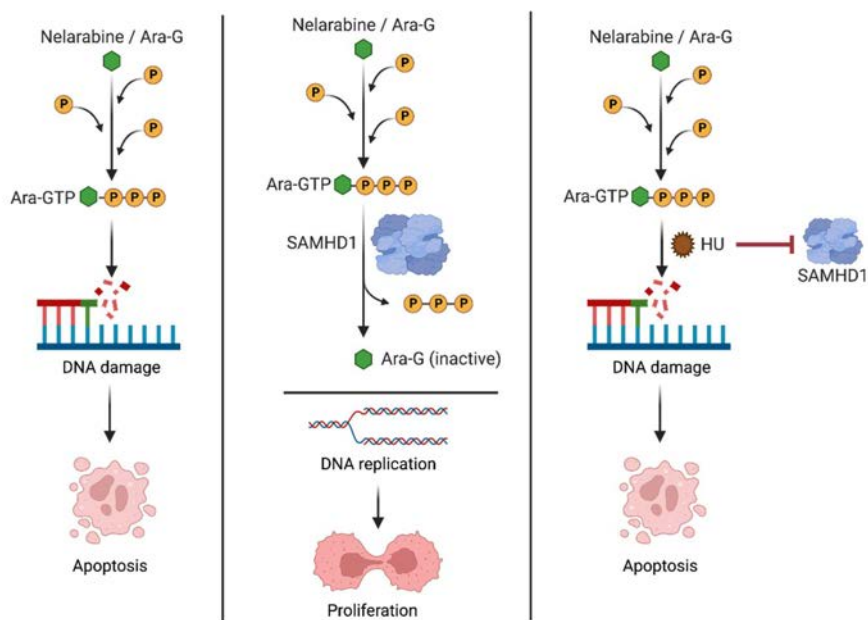 Nelarabine / Ara-G
P
P
P
Ara-GTP
P
P
P
DNA damage
Apoptosis
Nelarabine / Ara-G
P
P
P
Ara-GTP
P
P
P
SAMHD1
P
P
P
Ara-G (inactive)
DNA replication
Proliferation
Nelarabine / Ara-G
P
P
P
Ara-GTP
P
P
P
HU
SAMHD1
DNA damage
Apoptosis